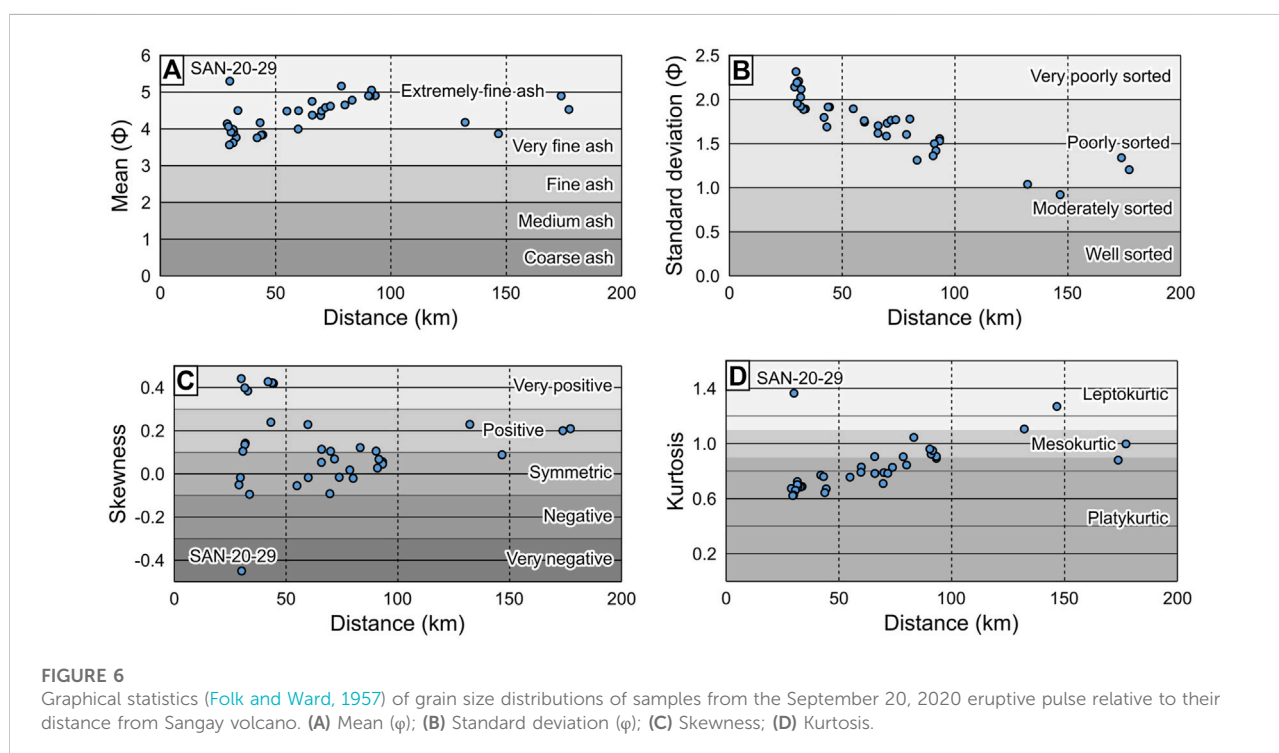 A
SAN-20-29
Extremely fine ash
Very fine ash
Fine ash
Medium ash
Coarse ash
Mean (Φ)
6
5
4
3
2
1
0
0 50 100 150 200
Distance (km)
B
Very poorly sorted
Poorly sorted
Moderately sorted
Well sorted
Standard deviation (Φ)
2.5
2.0
1.5
1.0
0.5
0.0
0 50 100 150 200
Distance (km)
C
Very positive
Positive
Symmetric
Negative
SAN-20-29
Very negative
Skewness
0.4
0.2
0.0
-0.2
-0.4
0 50 100 150 200
Distance (km)
D
SAN-20-29
Leptokurtic
Mesokurtic
Platykurtic
Kurtosis
1.4
1.0
0.6
0.2
0 50 100 150 200
Distance (km)
FIGURE 6
Graphical statistics (Folk and Ward, 1957) of grain size distributions of samples from the September 20, 2020 eruptive pulse relative to their
distance from Sangay volcano. (A) Mean (φ); (B) Standard deviation (φ); (C) Skewness; (D) Kurtosis.